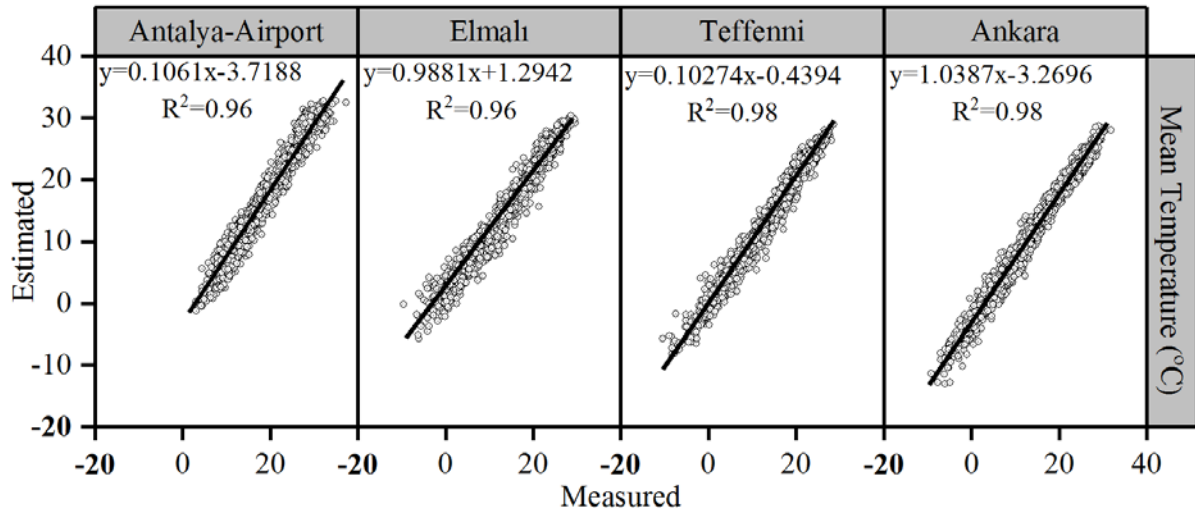 Antalya-Airport Elmalı Teffenni Ankara
y=0.1061x-3.7188 y=0.9881x+1.2942 y=0.10274x-0.4394 y=1.0387x-3.2696
R²=0.96 R²=0.96 R²=0.98 R²=0.98
40
30
20
10
0
-10
-20
Estimated
Mean Temperature (°C)
-20 0 20 -20 0 20 -20 0 20 -20 0 20 40
Measured